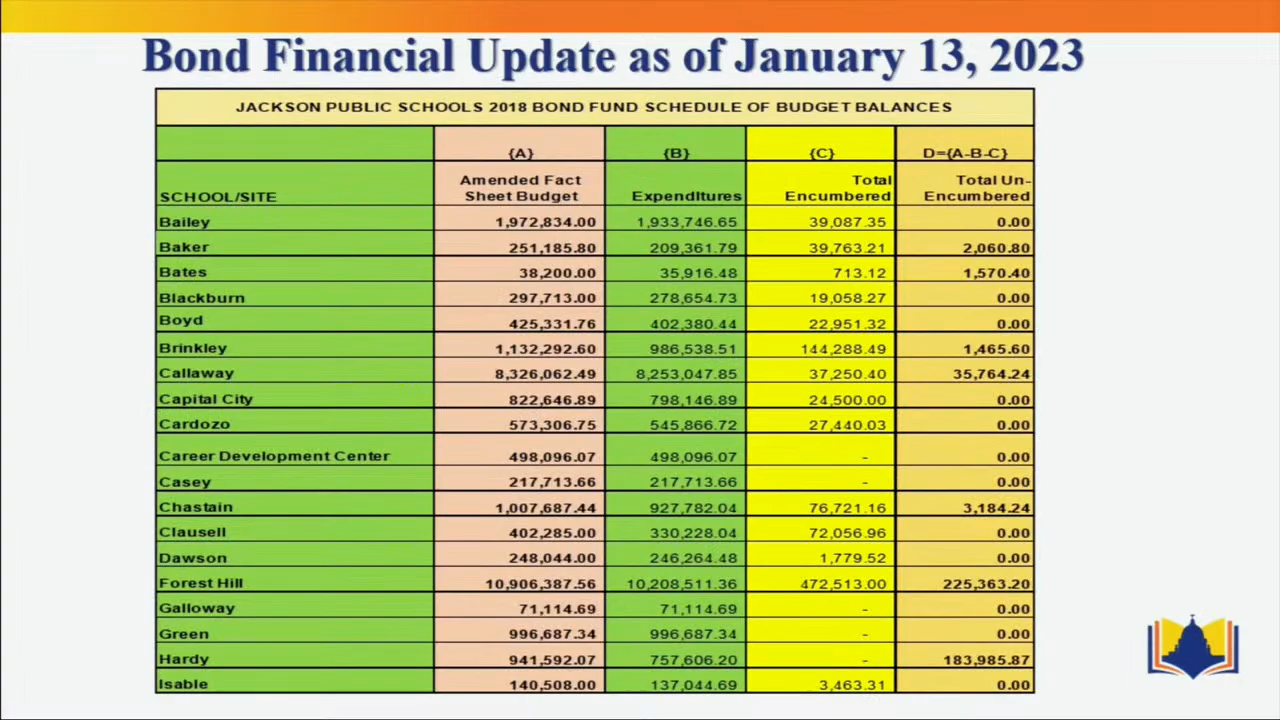 Bond Financial Update as of January 13, 2023
JACKSON PUBLIC SCHOOLS 2018 BOND FUND SCHEDULE OF BUDGET BALANCES
{A} {B} {C} D={A-B-C}
SCHOOL/SITE Amended Fact Sheet Budget Expenditures Total Encumbered Total Un-Encumbered
Bailey 1,972,834.00 1,933,746.65 39,087.35 0.00
Baker 251,185.80 209,361.79 39,763.21 2,060.80
Bates 38,200.00 35,916.48 713.12 1,570.40
Blackburn 297,713.00 278,654.73 19,058.27 0.00
Boyd 425,331.76 402,380.44 22,951.32 0.00
Brinkley 1,132,292.60 986,538.51 144,288.49 1,465.60
Callaway 8,326,062.49 8,253,047.85 37,250.40 35,764.24
Capital City 822,646.89 798,146.89 24,500.00 0.00
Cardozo 573,306.75 545,866.72 27,440.03 0.00
Career Development Center 498,096.07 498,096.07 - 0.00
Casey 217,713.66 217,713.66 - 0.00
Chastain 1,007,687.44 927,782.04 76,721.16 3,184.24
Clausell 402,285.00 330,228.04 72,056.96 0.00
Dawson 248,044.00 246,264.48 1,779.52 0.00
Forest Hill 10,906,387.56 10,208,511.36 472,513.00 225,363.20
Galloway 71,114.69 71,114.69 - 0.00
Green 996,687.34 996,687.34 - 0.00
Hardy 941,592.07 757,606.20 - 183,985.87
Isable 140,508.00 137,044.69 3,463.31 0.00